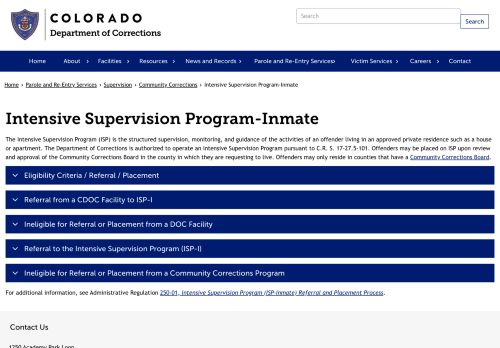 COLORADO
Department of Corrections
Search
Search
Home About Facilities Resources News and Records Parole and Re-Entry Services Victim Services Careers Contact
Home › Parole and Re-Entry Services › Supervision › Community Corrections › Intensive Supervision Program-Inmate
Intensive Supervision Program-Inmate
The Intensive Supervision Program (ISP) is the structured supervision, monitoring, and guidance of the activities of an offender living in an approved private residence such as a house
or apartment. The Department of Corrections is authorized to operate an Intensive Supervision Program pursuant to C.R. S. 17-27.5-101. Offenders may be placed on ISP upon review
and approval of the Community Corrections Board in the county in which they are requesting to live. Offenders may only reside in counties that have a Community Corrections Board.
Eligibility Criteria / Referral / Placement
Referral from a CDOC Facility to ISP-I
Ineligible for Referral or Placement from a DOC Facility
Referral to the Intensive Supervision Program (ISP-I)
Ineligible for Referral or Placement from a Community Corrections Program
For additional information, see Administrative Regulation 250-01, Intensive Supervision Program (ISP-Inmate) Referral and Placement Process.
Contact Us
1250 Academy Park Loop